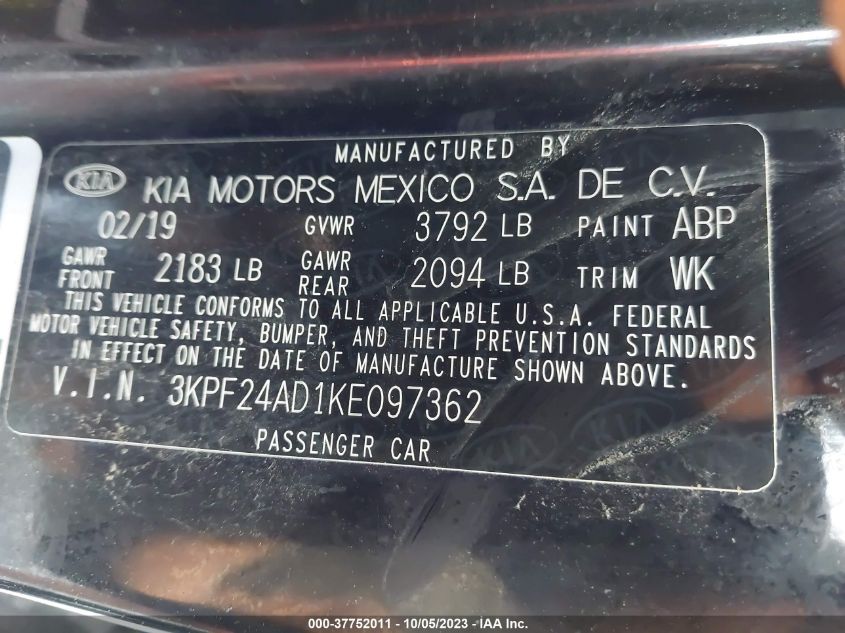 MANUFACTURED BY
KIA KIA MOTORS MEXICO S.A. DE C.V.
02/19 GVWR 3792 LB PAINT ABP
GAWR FRONT 2183 LB GAWR REAR 2094 LB TRIM WK
THIS VEHICLE CONFORMS TO ALL APPLICABLE U.S.A. FEDERAL
MOTOR VEHICLE SAFETY, BUMPER, AND THEFT PREVENTION STANDARDS
IN EFFECT ON THE DATE OF MANUFACTURE SHOWN ABOVE.
V.I.N. 3KPF24AD1KE097362
PASSENGER CAR
000-37752011 - 10/05/2023 - IAA Inc.